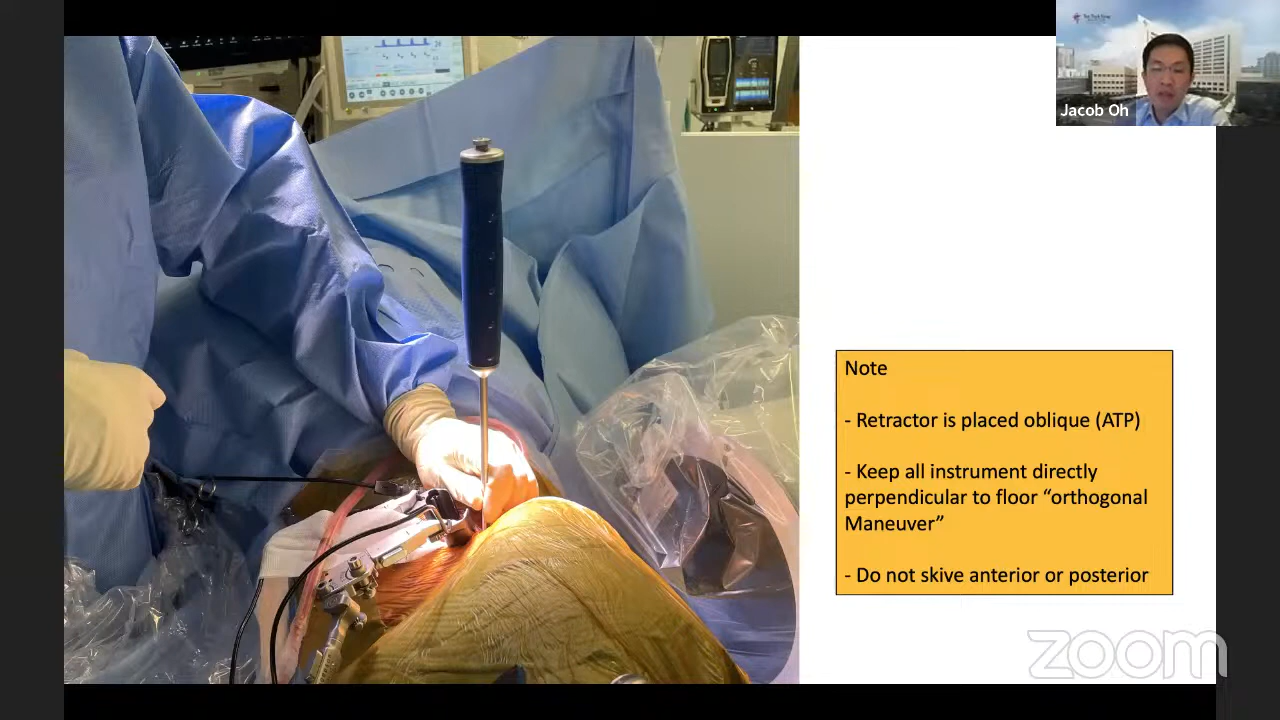 Jacob Oh
Note
- Retractor is placed oblique (ATP)
- Keep all instrument directly
perpendicular to floor “orthogonal
Maneuver”
- Do not skive anterior or posterior
zoom